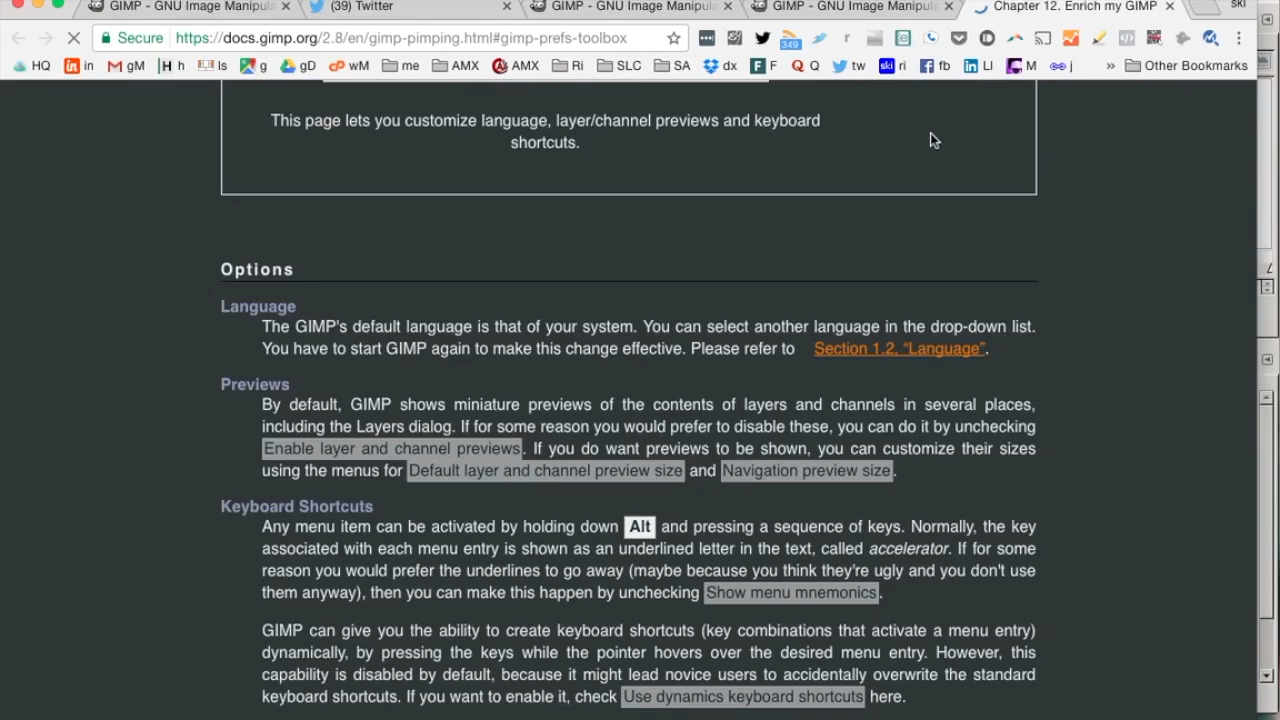 GIMP - GNU Image Manipula
(39) Twitter
GIMP - GNU Image Manipula
GIMP - GNU Image Manipula
Chapter 12. Enrich my GIMP
ski
Secure
https://docs.gimp.org/2.8/en/gimp-pimping.html#gimp-prefs-toolbox
349
HQ in gM h ls g gD wM me AMX AMX Ri SLC SA dx F Q tw ri fb LI M j » Other Bookmarks
This page lets you customize language, layer/channel previews and keyboard
shortcuts.
Options
Language
The GIMP's default language is that of your system. You can select another language in the drop-down list.
You have to start GIMP again to make this change effective. Please refer to Section 1.2, “Language”.
Previews
By default, GIMP shows miniature previews of the contents of layers and channels in several places,
including the Layers dialog. If for some reason you would prefer to disable these, you can do it by unchecking
Enable layer and channel previews. If you do want previews to be shown, you can customize their sizes
using the menus for Default layer and channel preview size and Navigation preview size.
Keyboard Shortcuts
Any menu item can be activated by holding down Alt and pressing a sequence of keys. Normally, the key
associated with each menu entry is shown as an underlined letter in the text, called accelerator. If for some
reason you would prefer the underlines to go away (maybe because you think they're ugly and you don't use
them anyway), then you can make this happen by unchecking Show menu mnemonics.
GIMP can give you the ability to create keyboard shortcuts (key combinations that activate a menu entry)
dynamically, by pressing the keys while the pointer hovers over the desired menu entry. However, this
capability is disabled by default, because it might lead novice users to accidentally overwrite the standard
keyboard shortcuts. If you want to enable it, check Use dynamics keyboard shortcuts here.